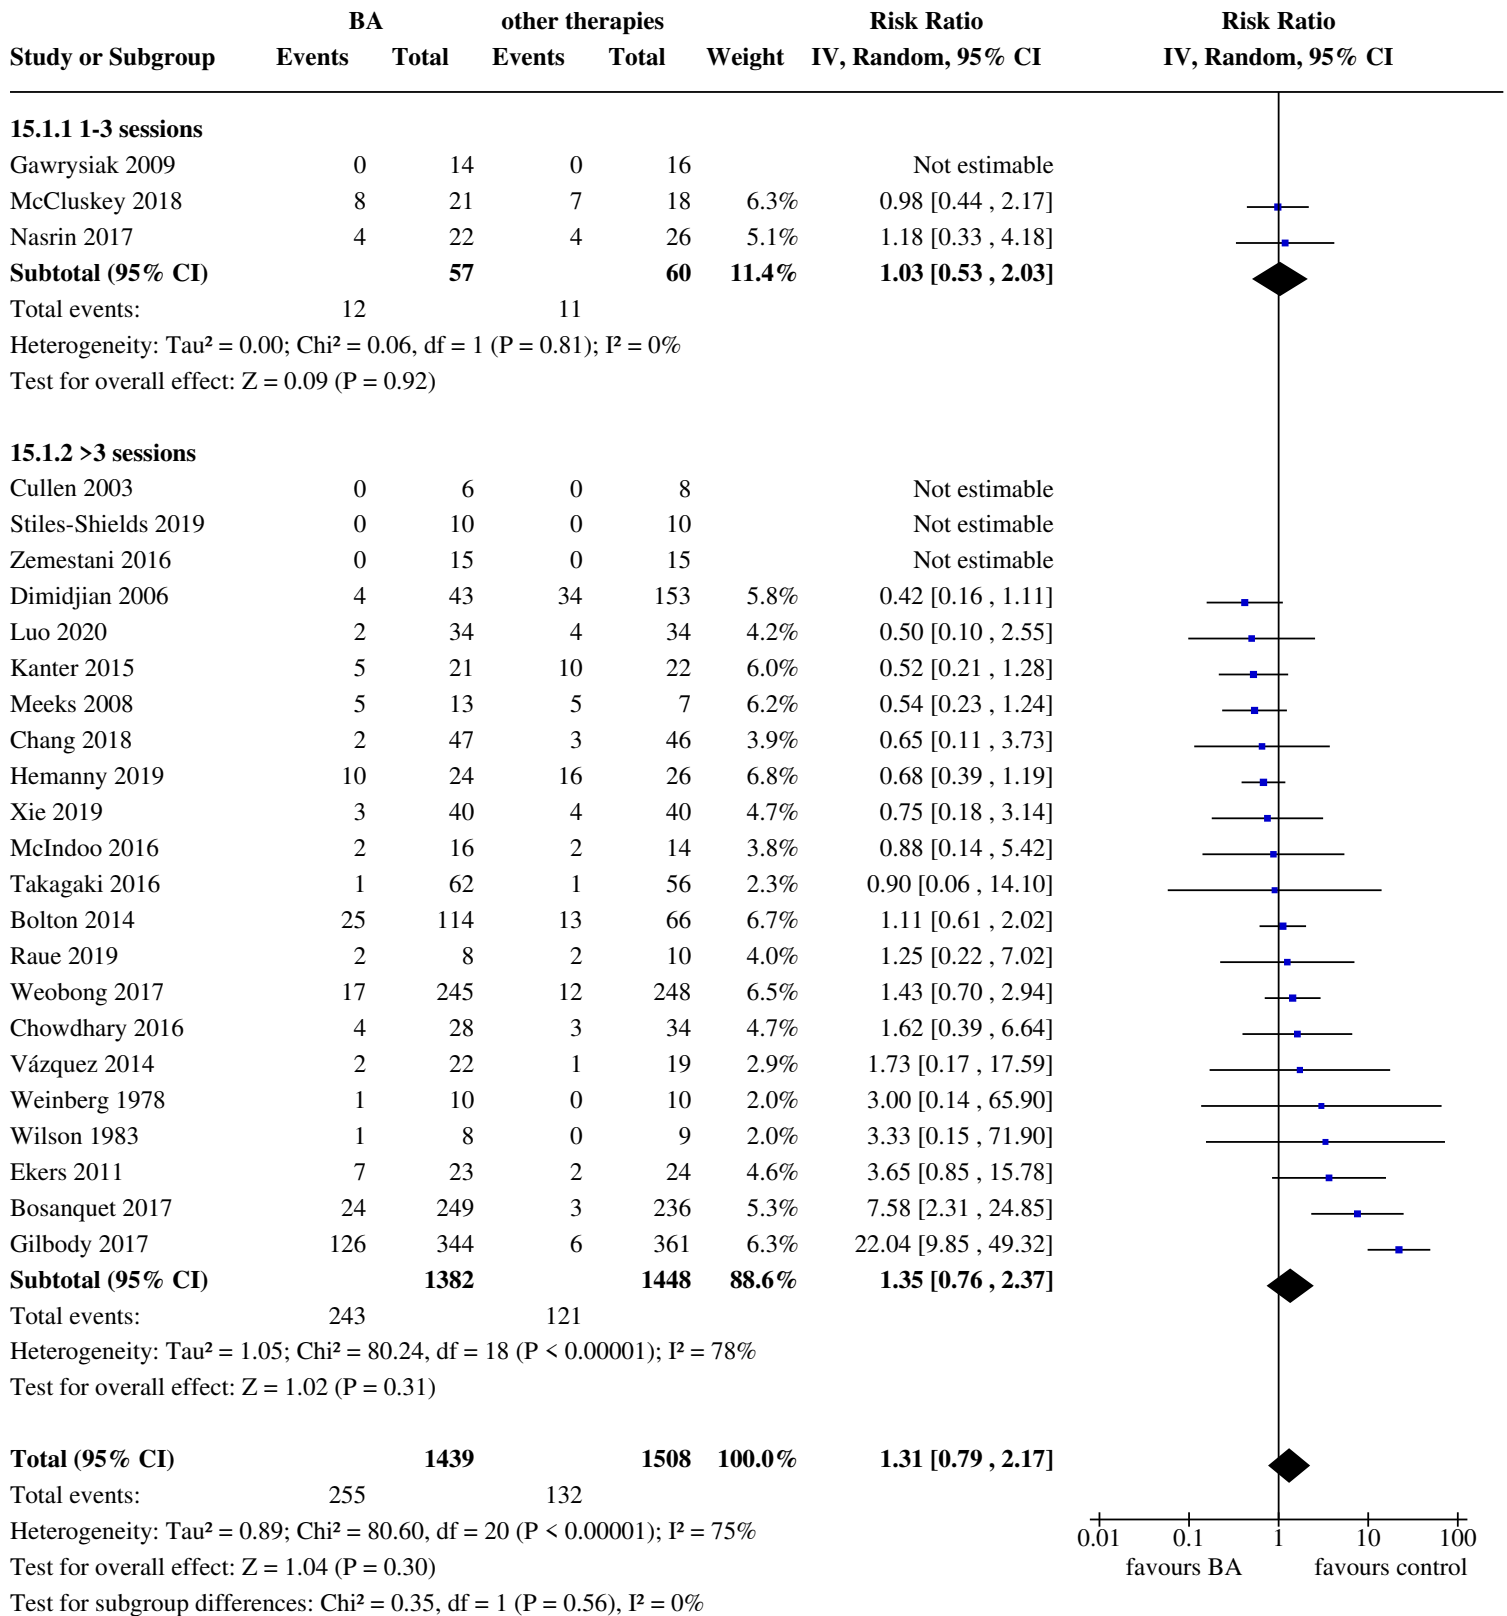 BA other therapies Risk Ratio Risk Ratio
Study or Subgroup Events Total Events Total Weight IV, Random, 95% CI IV, Random, 95% CI
15.1.1 1-3 sessions
Gawrysiak 2009 0 14 0 16 Not estimable
McCluskey 2018 8 21 7 18 6.3% 0.98 [0.44 , 2.17]
Nasrin 2017 4 22 4 26 5.1% 1.18 [0.33 , 4.18]
Subtotal (95% CI) 57 60 11.4% 1.03 [0.53 , 2.03]
Total events: 12 11
Heterogeneity: Tau² = 0.00; Chi² = 0.06, df = 1 (P = 0.81); I² = 0%
Test for overall effect: Z = 0.09 (P = 0.92)
15.1.2 >3 sessions
Cullen 2003 0 6 0 8 Not estimable
Stiles-Shields 2019 0 10 0 10 Not estimable
Zemestani 2016 0 15 0 15 Not estimable
Dimidjian 2006 4 43 34 153 5.8% 0.42 [0.16 , 1.11]
Luo 2020 2 34 4 34 4.2% 0.50 [0.10 , 2.55]
Kanter 2015 5 21 10 22 6.0% 0.52 [0.21 , 1.28]
Meeks 2008 5 13 5 7 6.2% 0.54 [0.23 , 1.24]
Chang 2018 2 47 3 46 3.9% 0.65 [0.11 , 3.73]
Hemanny 2019 10 24 16 26 6.8% 0.68 [0.39 , 1.19]
Xie 2019 3 40 4 40 4.7% 0.75 [0.18 , 3.14]
McIndoo 2016 2 16 2 14 3.8% 0.88 [0.14 , 5.42]
Takagaki 2016 1 62 1 56 2.3% 0.90 [0.06 , 14.10]
Bolton 2014 25 114 13 66 6.7% 1.11 [0.61 , 2.02]
Raue 2019 2 8 2 10 4.0% 1.25 [0.22 , 7.02]
Weobong 2017 17 245 12 248 6.5% 1.43 [0.70 , 2.94]
Chowdhary 2016 4 28 3 34 4.7% 1.62 [0.39 , 6.64]
Vázquez 2014 2 22 1 19 2.9% 1.73 [0.17 , 17.59]
Weinberg 1978 1 10 0 10 2.0% 3.00 [0.14 , 65.90]
Wilson 1983 1 8 0 9 2.0% 3.33 [0.15 , 71.90]
Ekers 2011 7 23 2 24 4.6% 3.65 [0.85 , 15.78]
Bosanquet 2017 24 249 3 236 5.3% 7.58 [2.31 , 24.85]
Gilbody 2017 126 344 6 361 6.3% 22.04 [9.85 , 49.32]
Subtotal (95% CI) 1382 1448 88.6% 1.35 [0.76 , 2.37]
Total events: 243 121
Heterogeneity: Tau² = 1.05; Chi² = 80.24, df = 18 (P < 0.00001); I² = 78%
Test for overall effect: Z = 1.02 (P = 0.31)
Total (95% CI) 1439 1508 100.0% 1.31 [0.79 , 2.17]
Total events: 255 132
Heterogeneity: Tau² = 0.89; Chi² = 80.60, df = 20 (P < 0.00001); I² = 75%
0.01 0.1 1 10 100
Test for overall effect: Z = 1.04 (P = 0.30) favours BA favours control
Test for subgroup differences: Chi² = 0.35, df = 1 (P = 0.56), I² = 0%